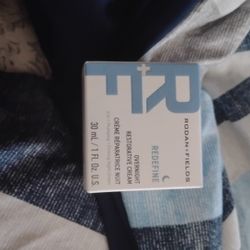 R+F
RODAN+FIELDS
REDEFINE
OVERNIGHT
RESTORATIVE CREAM
CRÈME RÉPARATRICE NUIT
30 mL / 1 FL. OZ. U.S.